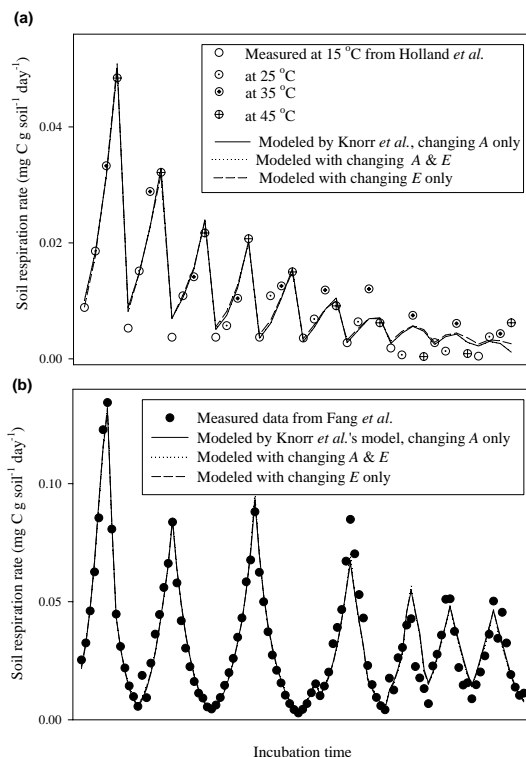 (a)
Soil respiration rate (mg C g soil⁻¹ day⁻¹)
0.04
0.02
0.00
Measured at 15 °C from Holland et al.
at 25 °C
at 35 °C
at 45 °C
Modeled by Knorr et al., changing A only
Modeled with changing A & E
Modeled with changing E only
(b)
Soil respiration rate (mg C g soil⁻¹ day⁻¹)
0.10
0.05
0.00
Measured data from Fang et al.
Modeled by Knorr et al.'s model, changing A only
Modeled with changing A & E
Modeled with changing E only
Incubation time